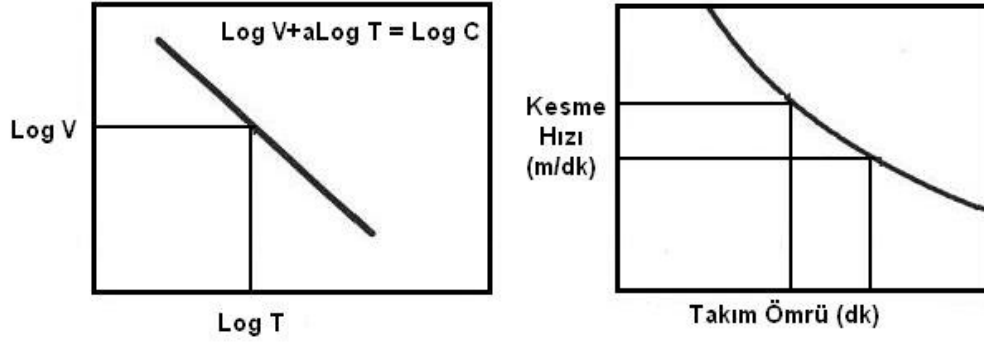 Log V+aLog T = Log C
Log V
Log T
Kesme
Hızı
(m/dk)
Takım Ömrü (dk)